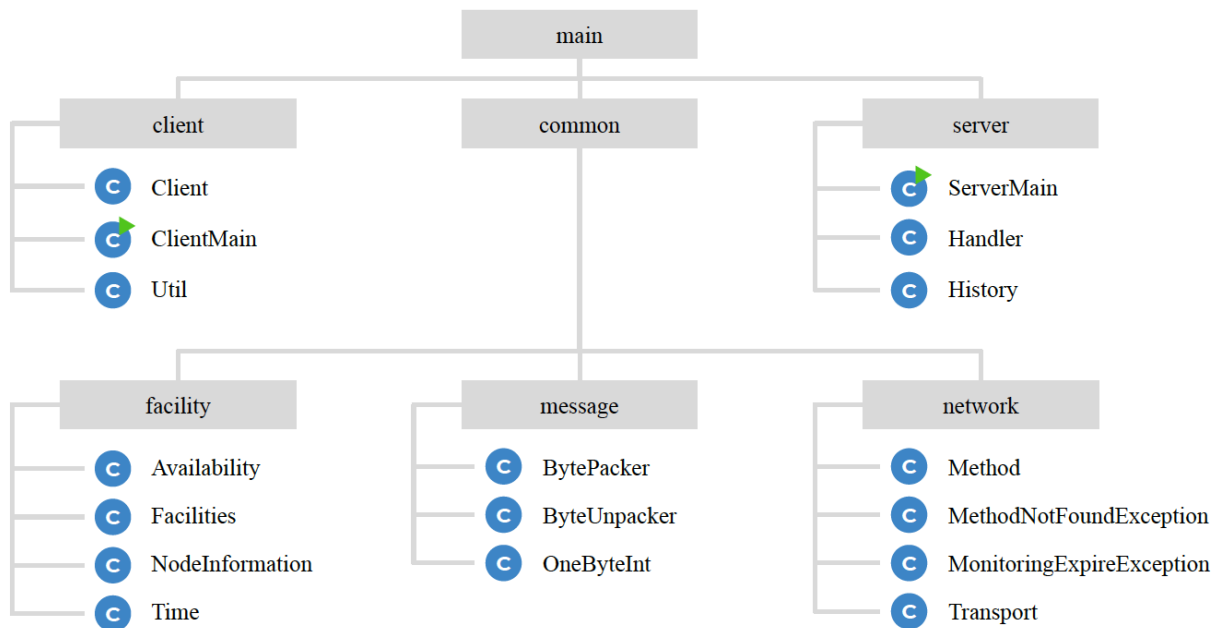 main
client
common
server
C Client
C ClientMain
C Util
C ServerMain
C Handler
C History
facility
message
network
C Availability
C Facilities
C NodeInformation
C Time
C BytePacker
C ByteUnpacker
C OneByteInt
C Method
C MethodNotFoundException
C MonitoringExpireException
C Transport